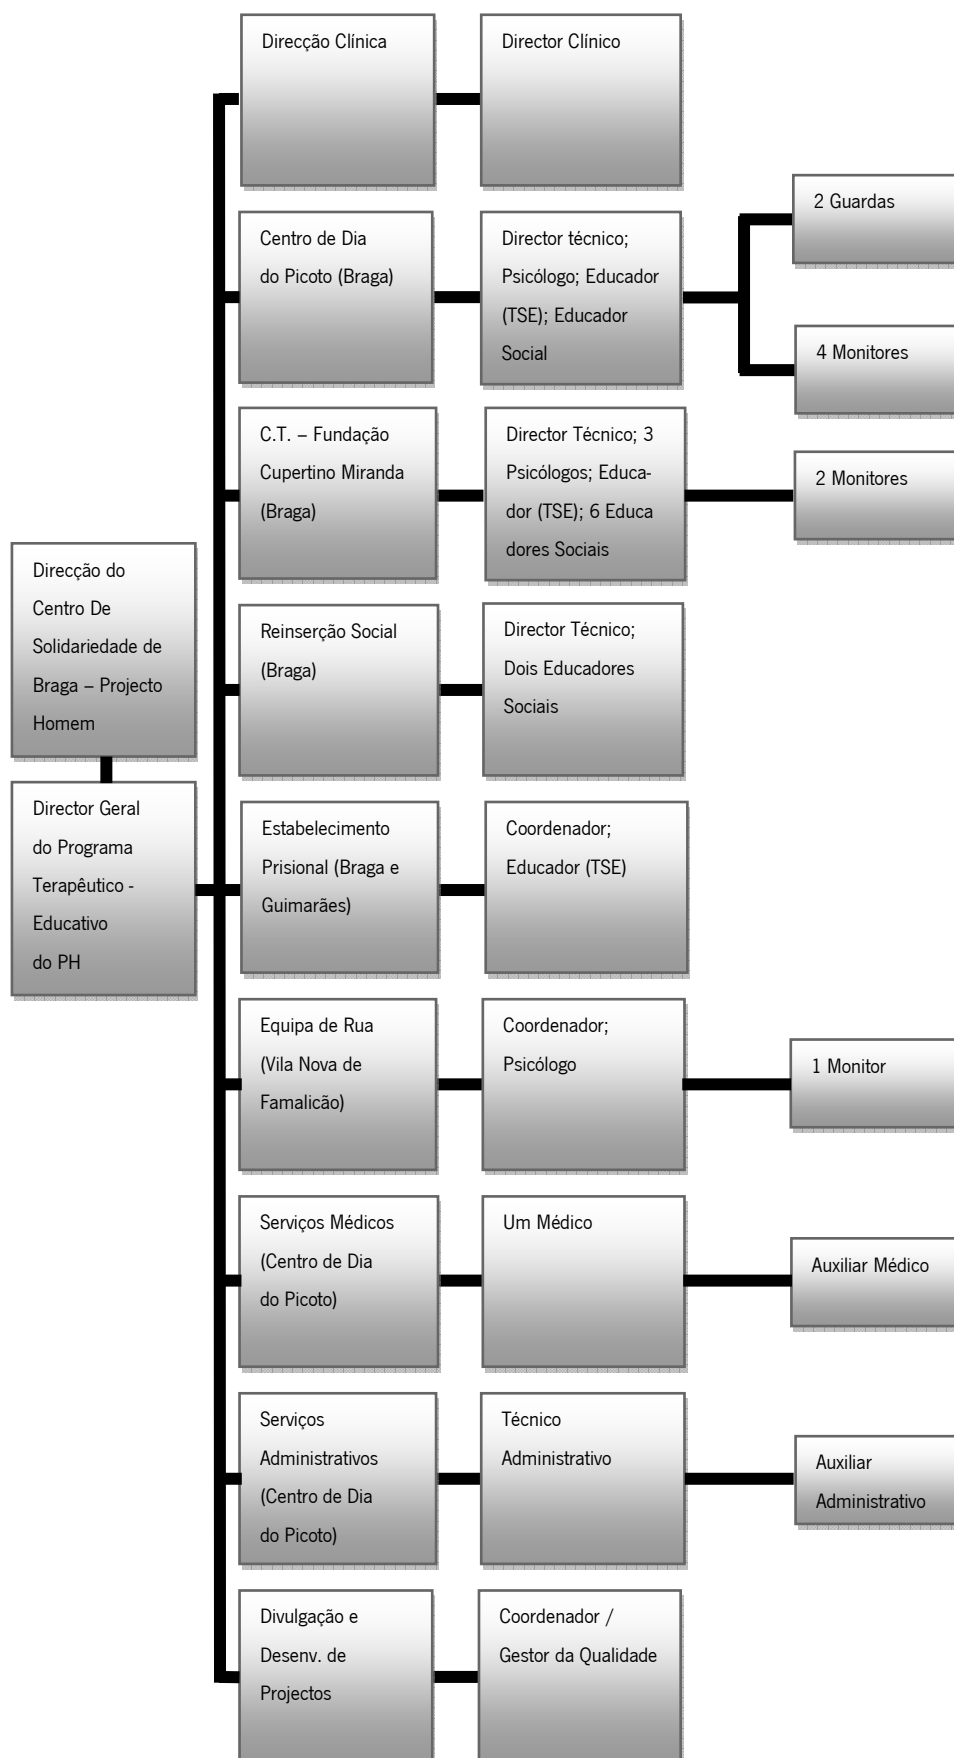 Direcção Clínica
Director Clínico
Centro de Dia
do Picoto (Braga)
Director técnico;
Psicólogo; Educador
(TSE); Educador
Social
2 Guardas
4 Monitores
C.T. – Fundação
Cupertino Miranda
(Braga)
Director Técnico; 3
Psicólogos; Educa-
dor (TSE); 6 Educa
dores Sociais
2 Monitores
Direcção do
Centro De
Solidariedade de
Braga – Projecto
Homem
Director Geral
do Programa
Terapêutico -
Educativo
do PH
Reinserção Social
(Braga)
Director Técnico;
Dois Educadores
Sociais
Estabelecimento
Prisional (Braga e
Guimarães)
Coordenador;
Educador (TSE)
Equipa de Rua
(Vila Nova de
Famalicão)
Coordenador;
Psicólogo
1 Monitor
Serviços Médicos
(Centro de Dia
do Picoto)
Um Médico
Auxiliar Médico
Serviços
Administrativos
(Centro de Dia
do Picoto)
Técnico
Administrativo
Auxiliar
Administrativo
Divulgação e
Desenv. de
Projectos
Coordenador /
Gestor da Qualidade